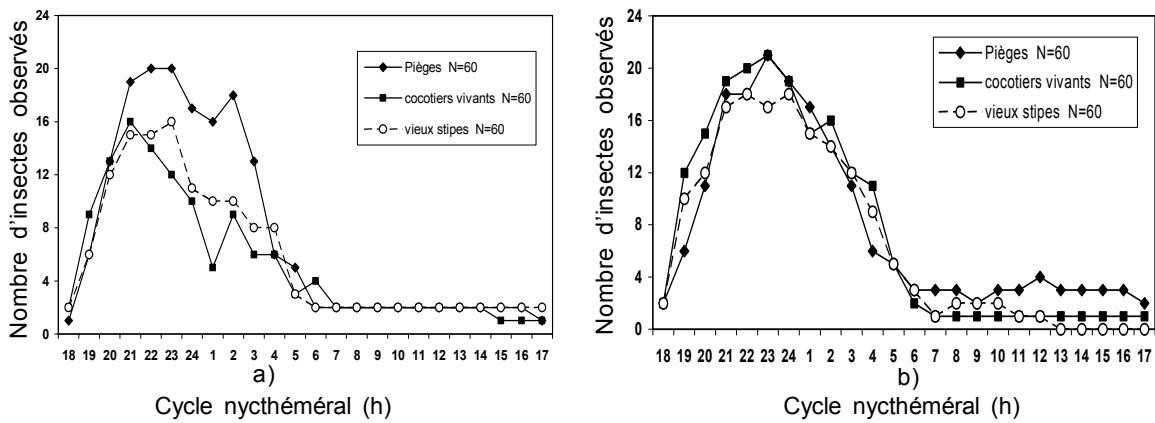 Nombre d'insectes observés
24
20
16
12
8
4
0
Pièges N=60
cocotiers vivants N=60
vieux stipes N=60
18 19 20 21 22 23 24 1 2 3 4 5 6 7 8 9 10 11 12 13 14 15 16 17
a)
Cycle nycthéméral (h)
Nombre d'insectes observés
24
20
16
12
8
4
0
Pièges N=60
cocotiers vivants N=60
vieux stipes N=60
18 19 20 21 22 23 24 1 2 3 4 5 6 7 8 9 10 11 12 13 14 15 16 17
b)
Cycle nycthéméral (h)